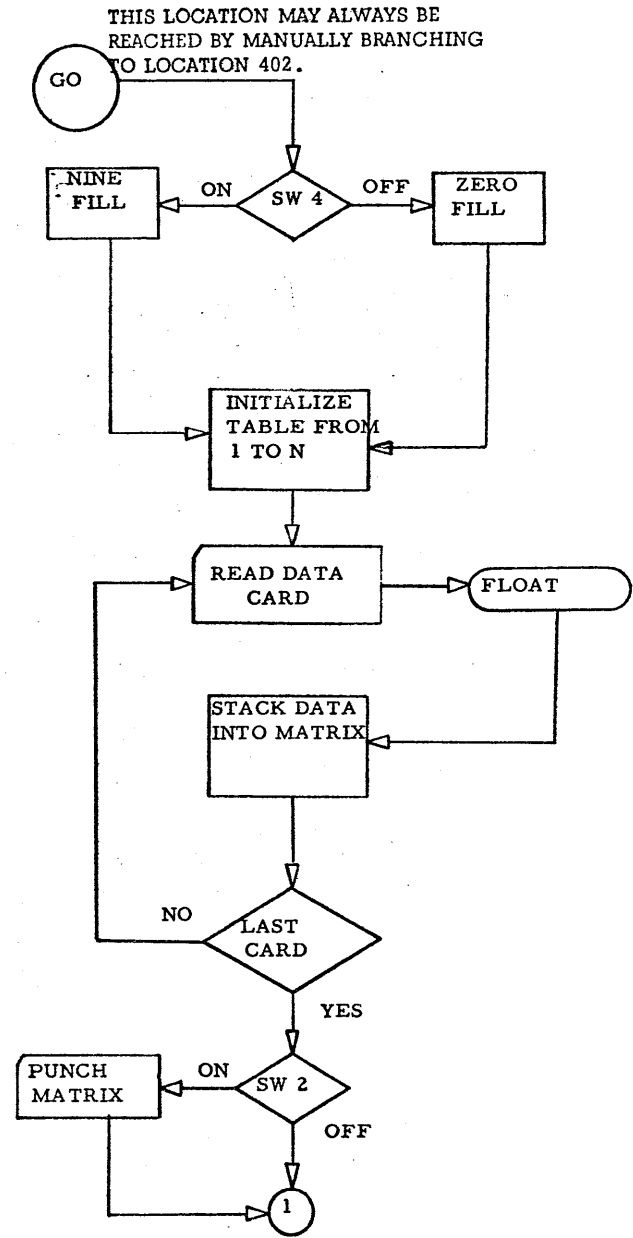 THIS LOCATION MAY ALWAYS BE
REACHED BY MANUALLY BRANCHING
TO LOCATION 402.
GO
SW 4
ON
OFF
NINE
FILL
ZERO
FILL
INITIALIZE
TABLE FROM
1 TO N
READ DATA
CARD
FLOAT
STACK DATA
INTO MATRIX
LAST
CARD
NO
YES
SW 2
ON
OFF
PUNCH
MATRIX
1